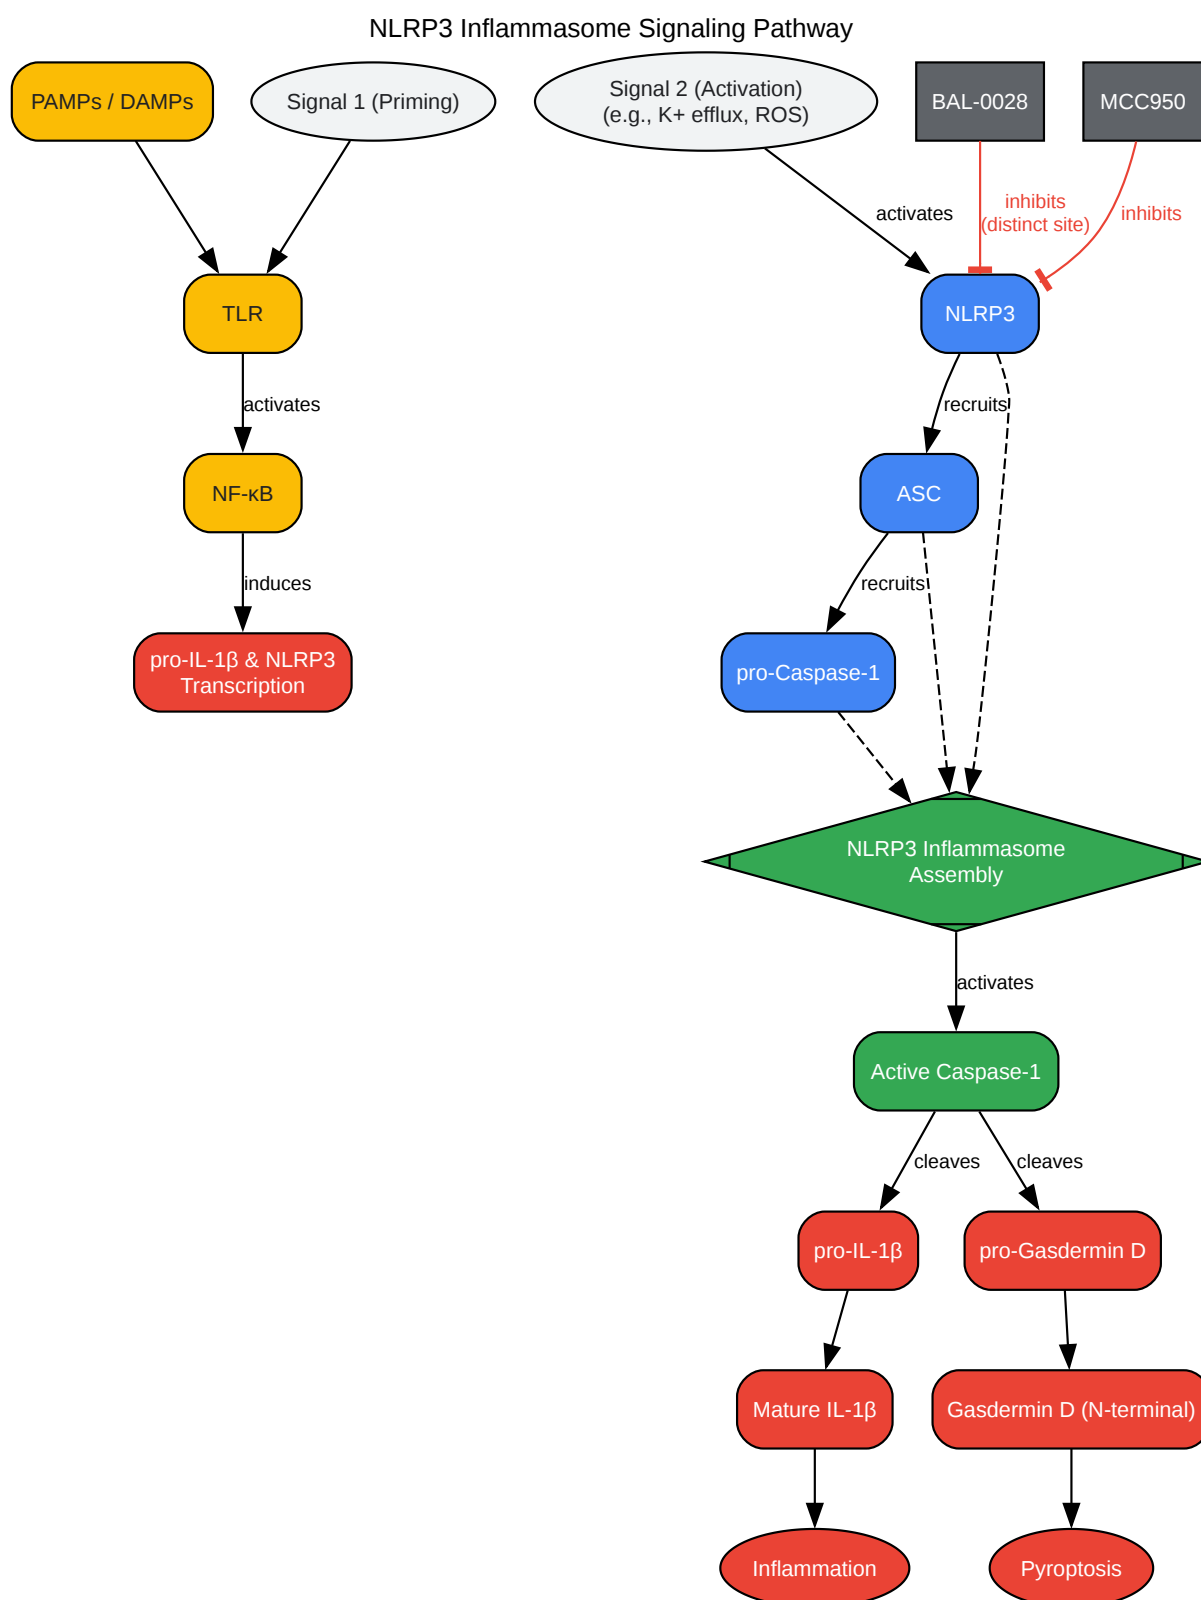 NLRP3 Inflammasome Signaling Pathway
PAMPs / DAMPs
Signal 1 (Priming)
Signal 2 (Activation)
(e.g., K+ efflux, ROS)
BAL-0028
MCC950
activates
inhibits
(distinct site)
inhibits
TLR
NLRP3
activates
recruits
NF-κB
ASC
induces
recruits
pro-IL-1β & NLRP3
Transcription
pro-Caspase-1
NLRP3 Inflammasome
Assembly
activates
Active Caspase-1
cleaves
cleaves
pro-IL-1β
pro-Gasdermin D
Mature IL-1β
Gasdermin D (N-terminal)
Inflammation
Pyroptosis